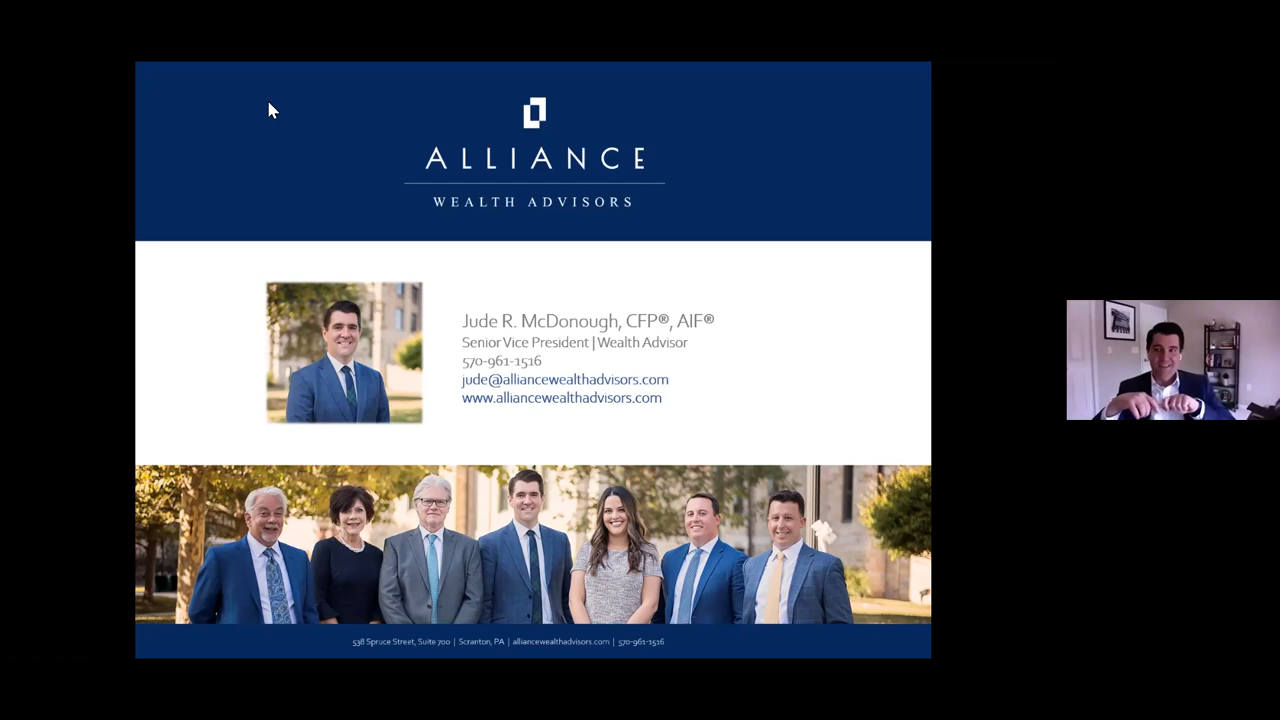 ALLIANCE
WEALTH ADVISORS
Jude R. McDonough, CFP®, AIF®
Senior Vice President | Wealth Advisor
570-961-1516
jude@alliancewealthadvisors.com
www.alliancewealthadvisors.com
538 Spruce Street, Suite 700 | Scranton, PA | alliancewealthadvisors.com | 570-961-1516